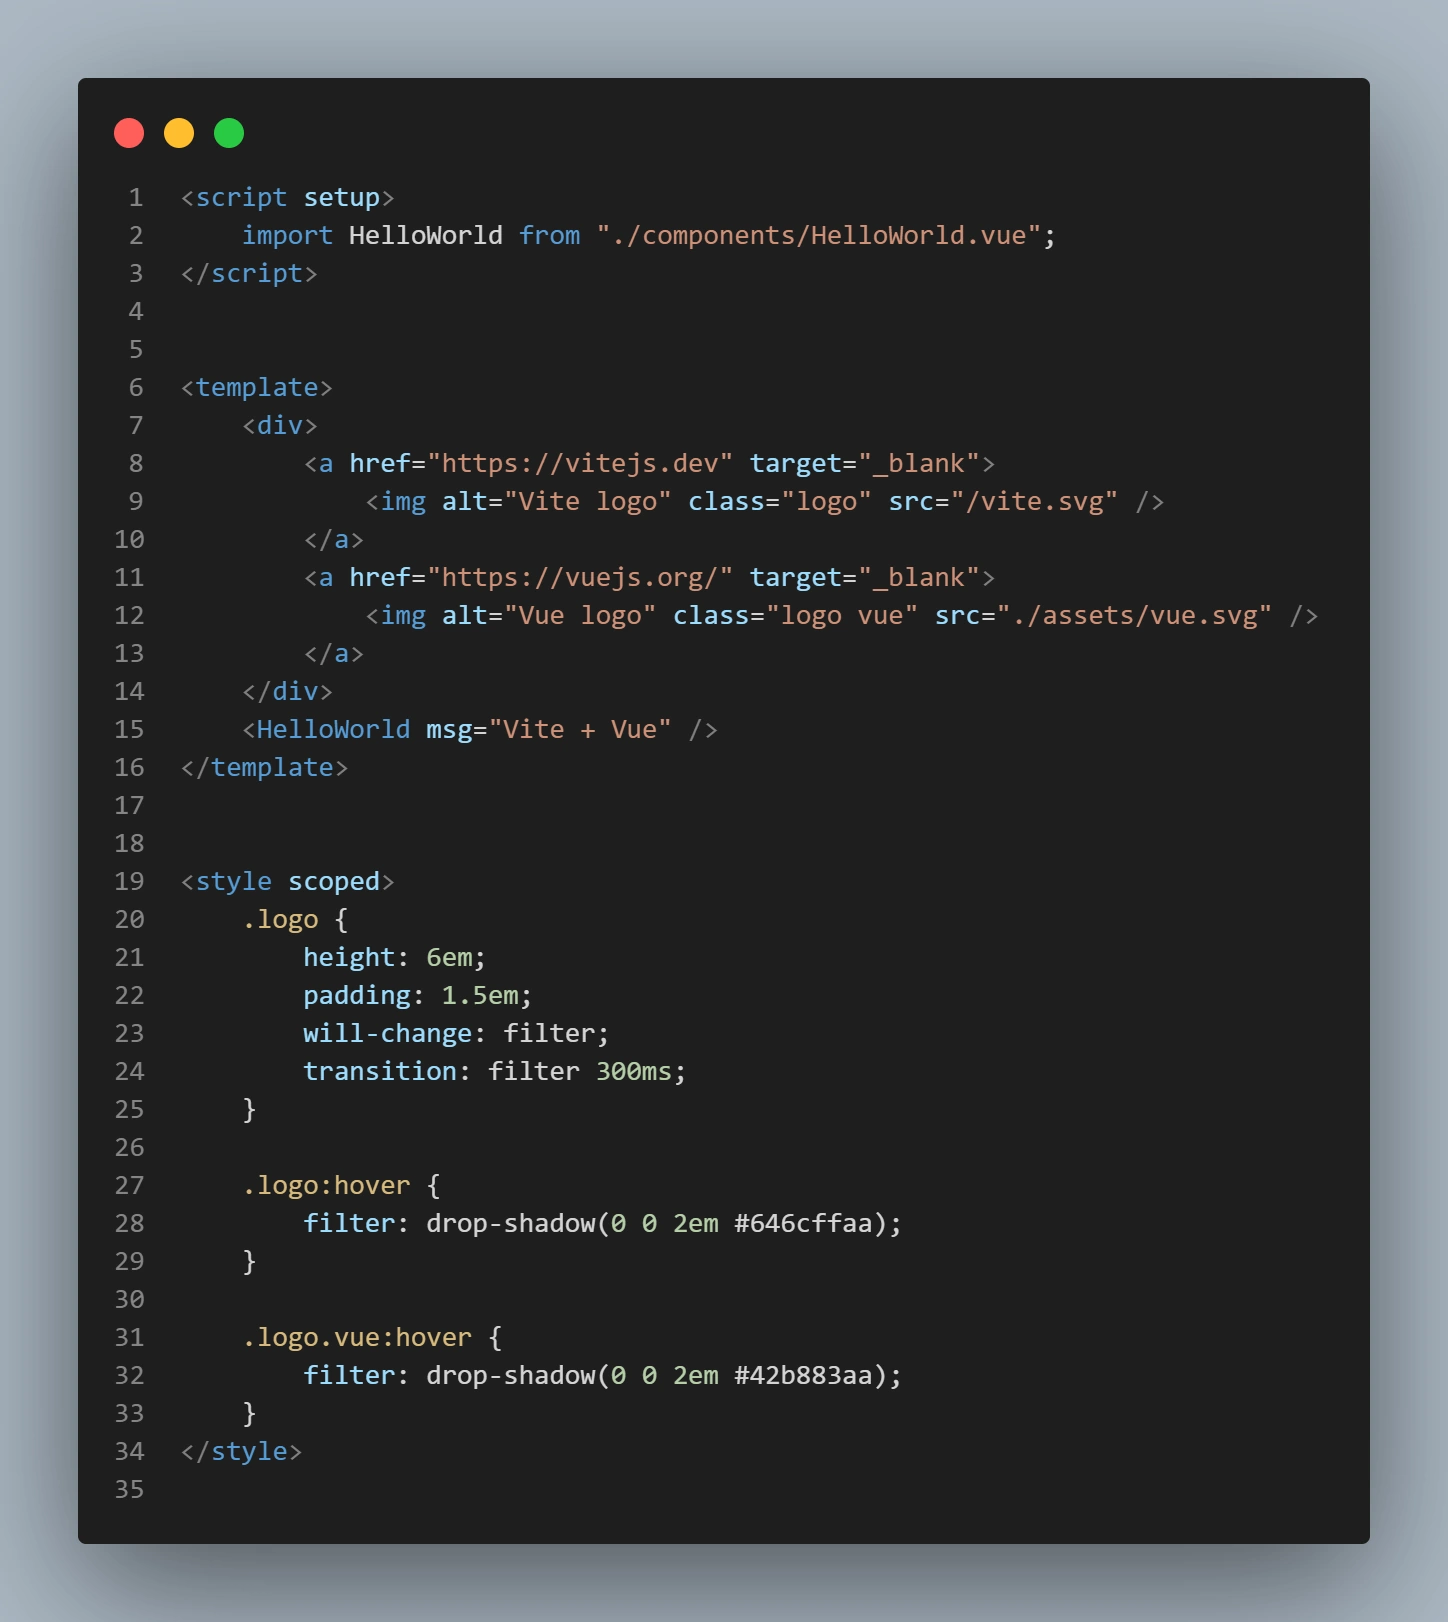 1 <script setup>
2     import HelloWorld from "./components/HelloWorld.vue";
3 </script>
4
5
6 <template>
7     <div>
8         <a href="https://vitejs.dev" target="_blank">
9             <img alt="Vite logo" class="logo" src="/vite.svg" />
10         </a>
11         <a href="https://vuejs.org/" target="_blank">
12             <img alt="Vue logo" class="logo vue" src="./assets/vue.svg" />
13         </a>
14     </div>
15     <HelloWorld msg="Vite + Vue" />
16 </template>
17
18
19 <style scoped>
20     .logo {
21         height: 6em;
22         padding: 1.5em;
23         will-change: filter;
24         transition: filter 300ms;
25     }
26
27     .logo:hover {
28         filter: drop-shadow(0 0 2em #646cffaa);
29     }
30
31     .logo.vue:hover {
32         filter: drop-shadow(0 0 2em #42b883aa);
33     }
34 </style>
35